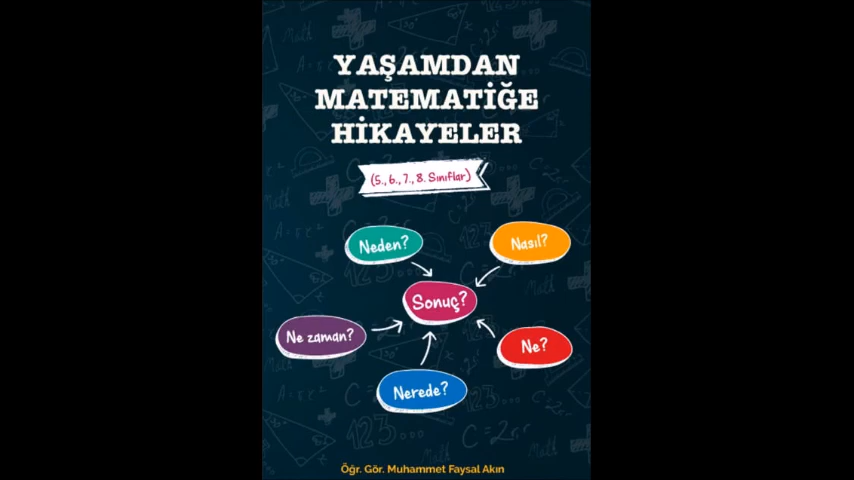 YAŞAMDAN
MATEMATİĞE
HİKAYELER
(5., 6., 7., 8. Sınıflar)
Neden?
Nasıl?
Sonuç?
Ne zaman?
Ne?
Nerede?
Öğr. Gör. Muhammet Faysal Akın